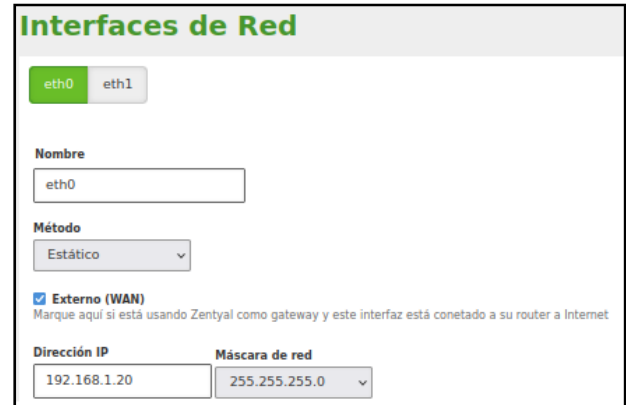 Interfaces de Red
eth0 eth1
Nombre
eth0
Método
Estático
Externo (WAN)
Marque aquí si está usando Zentyal como gateway y este interfaz está conetado a su router a Internet
Dirección IP Máscara de red
192.168.1.20 255.255.255.0